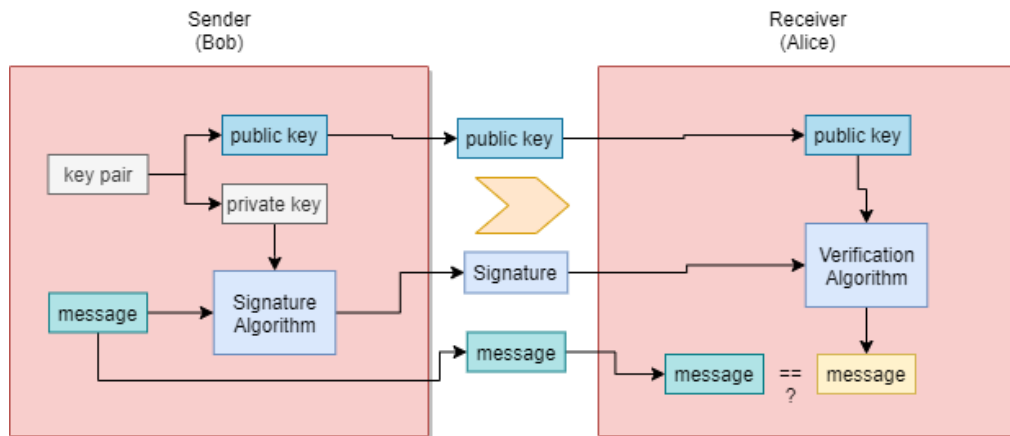 Sender
(Bob)
Receiver
(Alice)
public key
public key
public key
key pair
private key
Signature
Algorithm
Signature
Verification
Algorithm
message
message
message
==
?
message